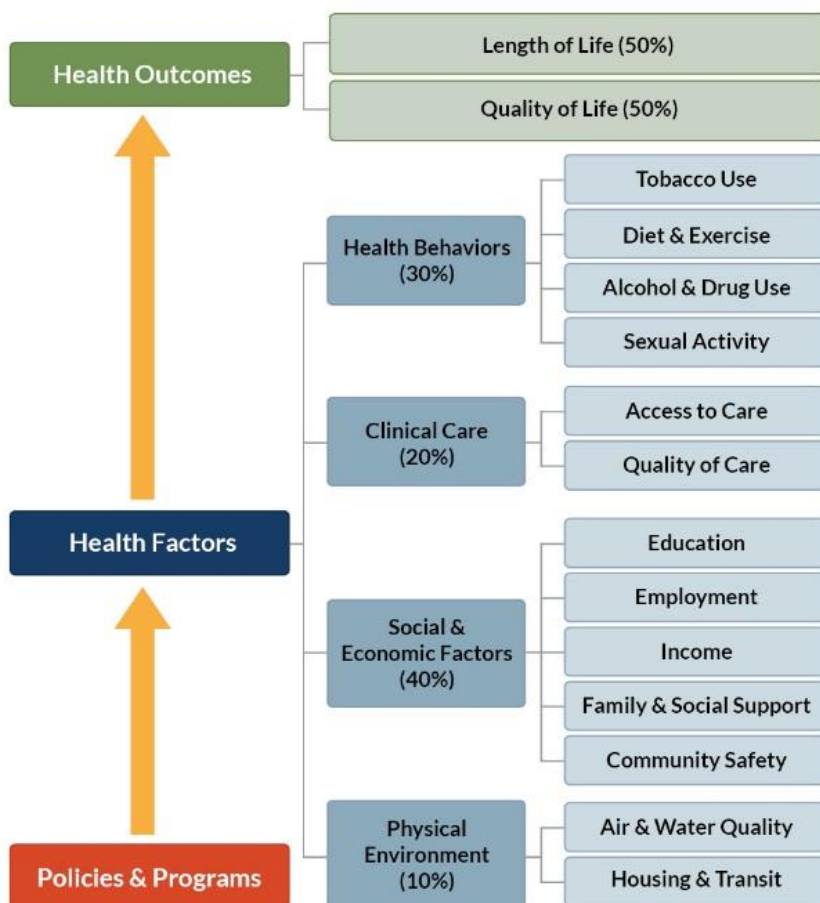 Health Outcomes
Length of Life (50%)
Quality of Life (50%)
Health Factors
Health Behaviors
(30%)
Tobacco Use
Diet & Exercise
Alcohol & Drug Use
Sexual Activity
Clinical Care
(20%)
Access to Care
Quality of Care
Social &
Economic Factors
(40%)
Education
Employment
Income
Family & Social Support
Community Safety
Physical
Environment
(10%)
Air & Water Quality
Housing & Transit
Policies & Programs